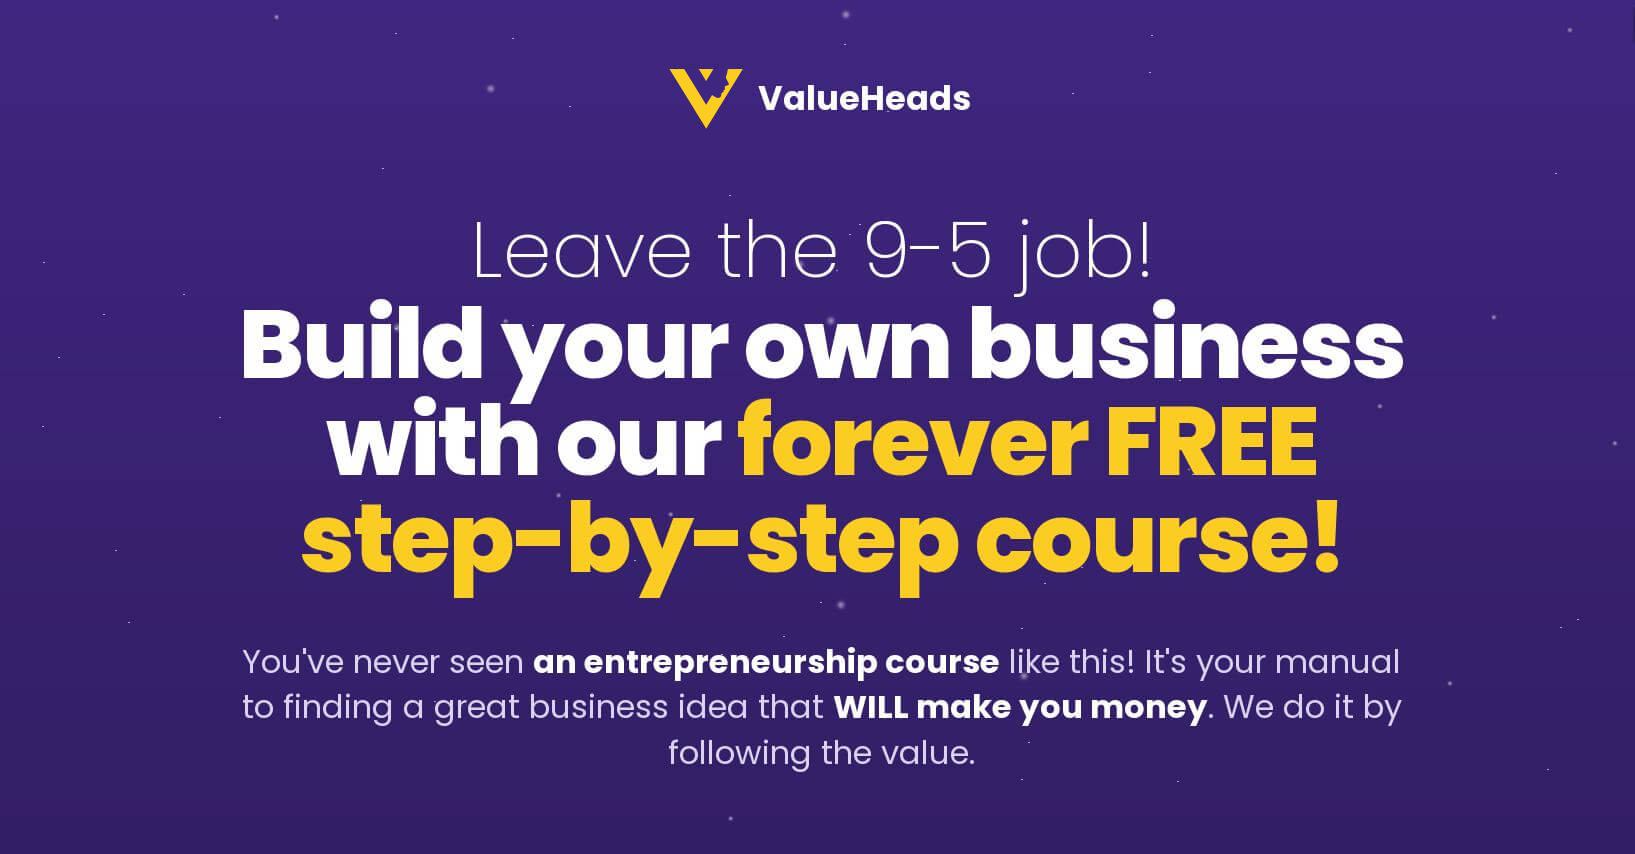 ValueHeads
Leave the 9-5 job!
Build your own business
with our forever FREE
step-by-step course!
You've never seen an entrepreneurship course like this! It's your manual
to finding a great business idea that WILL make you money. We do it by
following the value.